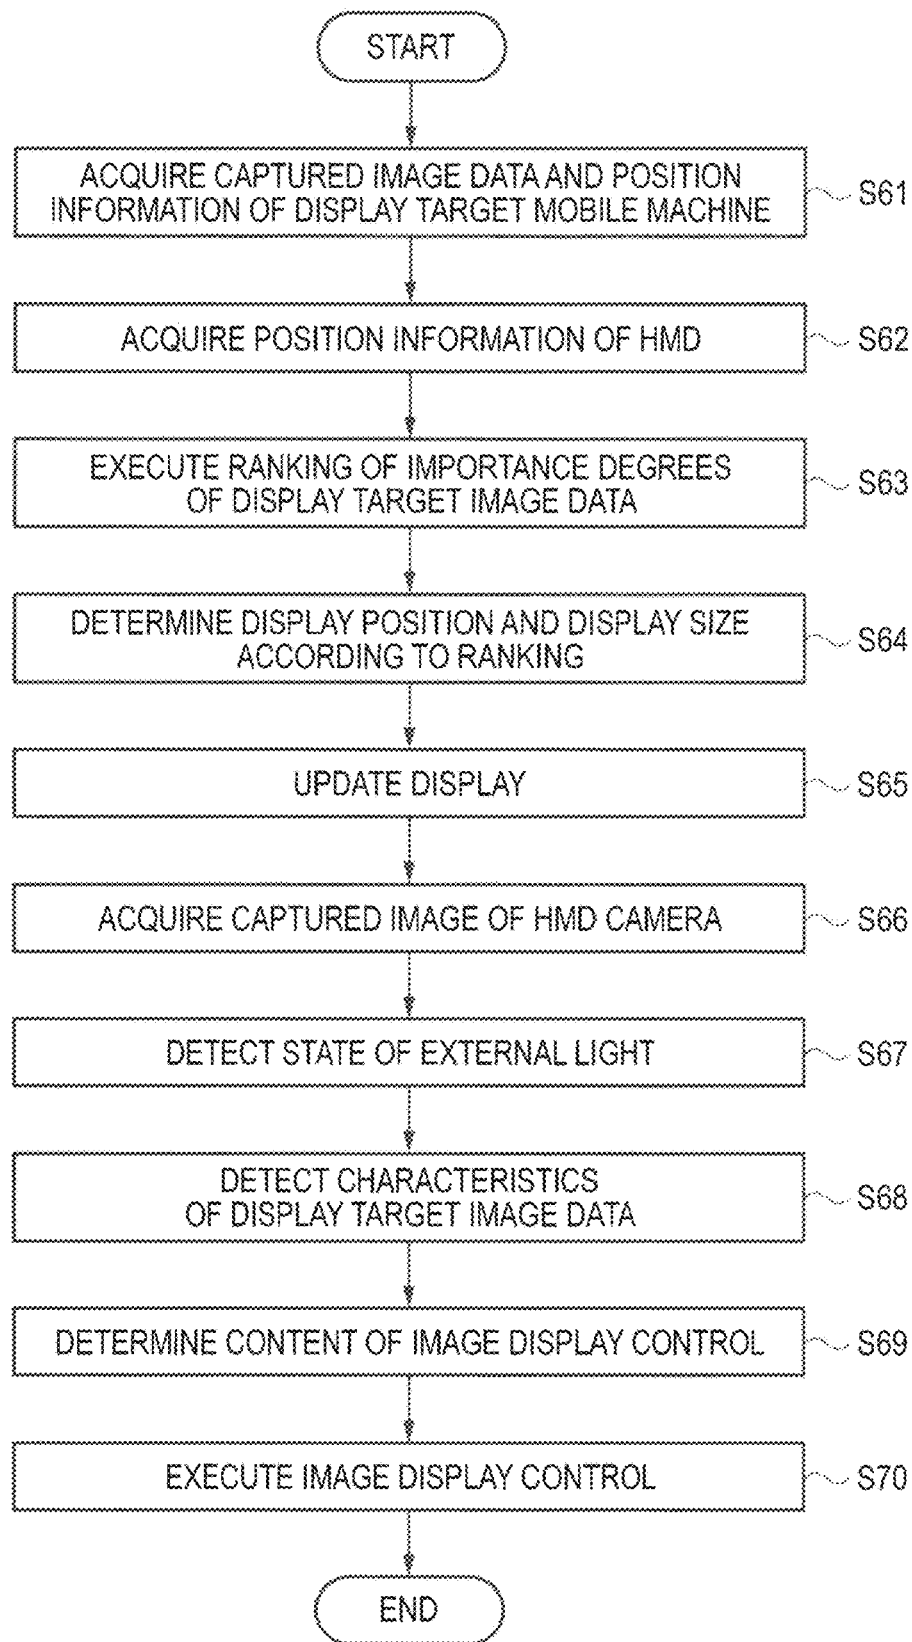 START
ACQUIRE CAPTURED IMAGE DATA AND POSITION
INFORMATION OF DISPLAY TARGET MOBILE MACHINE
S61
ACQUIRE POSITION INFORMATION OF HMD
S62
EXECUTE RANKING OF IMPORTANCE DEGREES
OF DISPLAY TARGET IMAGE DATA
S63
DETERMINE DISPLAY POSITION AND DISPLAY SIZE
ACCORDING TO RANKING
S64
UPDATE DISPLAY
S65
ACQUIRE CAPTURED IMAGE OF HMD CAMERA
S66
DETECT STATE OF EXTERNAL LIGHT
S67
DETECT CHARACTERISTICS
OF DISPLAY TARGET IMAGE DATA
S68
DETERMINE CONTENT OF IMAGE DISPLAY CONTROL
S69
EXECUTE IMAGE DISPLAY CONTROL
S70
END